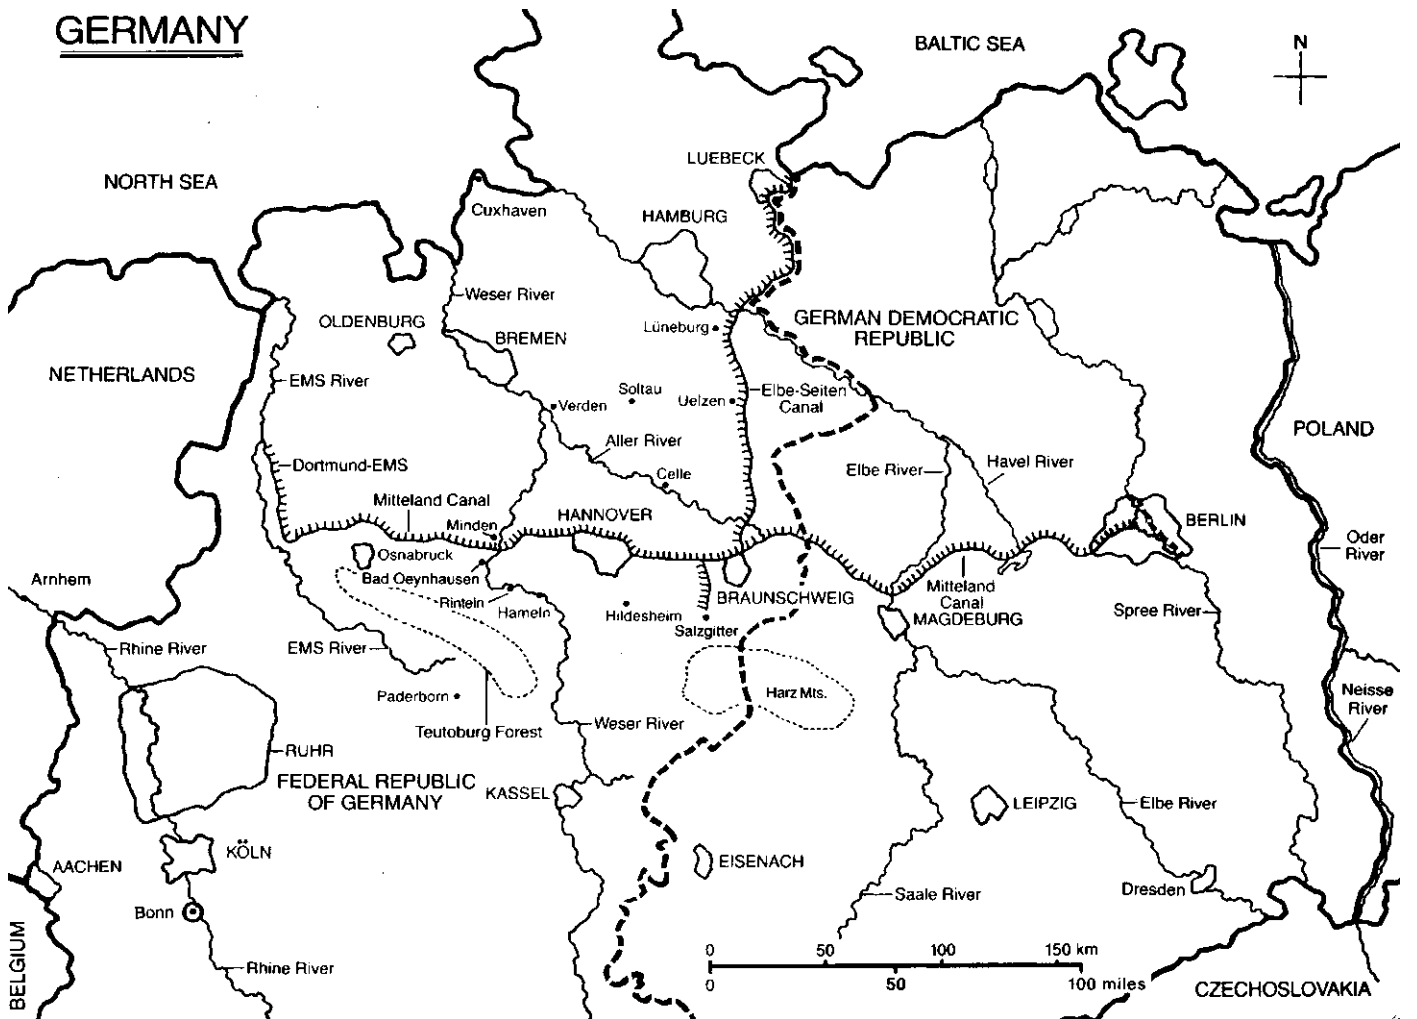 GERMANY
BALTIC SEA
N
NORTH SEA
LUEBECK
Cuxhaven
HAMBURG
Weser River
OLDENBURG
BREMEN
Lüneburg
GERMAN DEMOCRATIC
REPUBLIC
NETHERLANDS
EMS River
Soltau
Verden
Uelzen
Elbe-Seiten
Canal
POLAND
Aller River
Dortmund-EMS
Celle
Elbe River
Havel River
Mitteland Canal
Minden
HANNOVER
BERLIN
Osnabruck
Oder
River
Arnhem
Bad Oeynhausen
Rinteln
Hameln
Hildesheim
BRAUNSCHWEIG
Mitteland
Canal
MAGDEBURG
Spree River
Salzgitter
Rhine River
EMS River
Paderborn
Harz Mts.
Neisse
River
Teutoburg Forest
Weser River
RUHR
FEDERAL REPUBLIC
OF GERMANY
KASSEL
LEIPZIG
Elbe River
AACHEN
KÖLN
EISENACH
Bonn
Saale River
Dresden
BELGIUM
Rhine River
0 50 100 150 km
0 50 100 miles
CZECHOSLOVAKIA